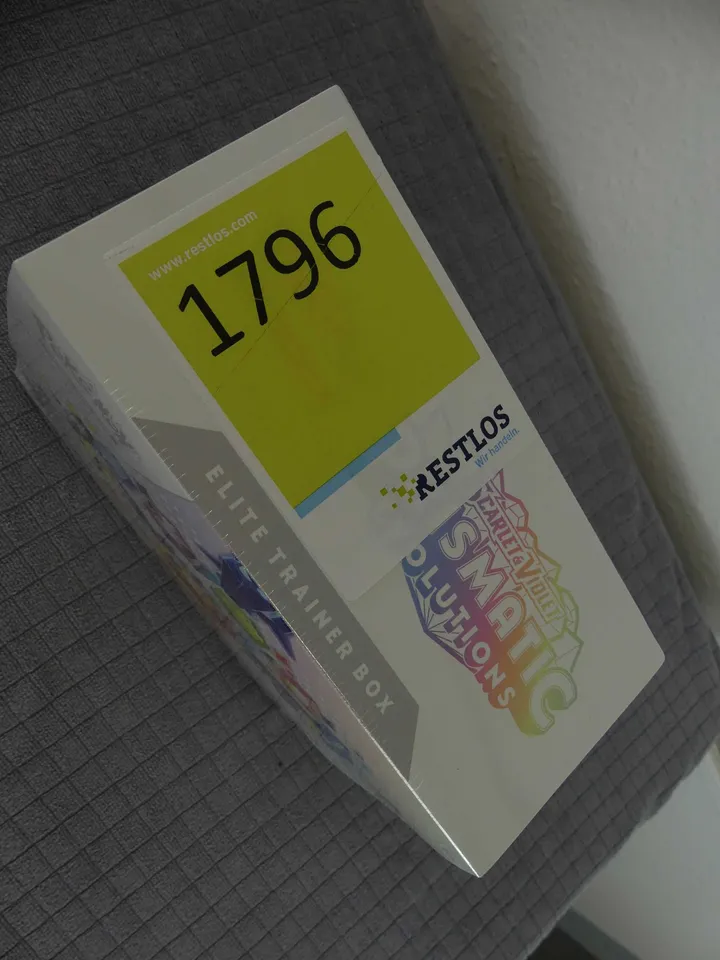 www.restlos.com
1796
RESTLOS
Wir handeln.
ELITE TRAINER BOX
SCARLET & VIOLET
SMATIC
OLUTIONS